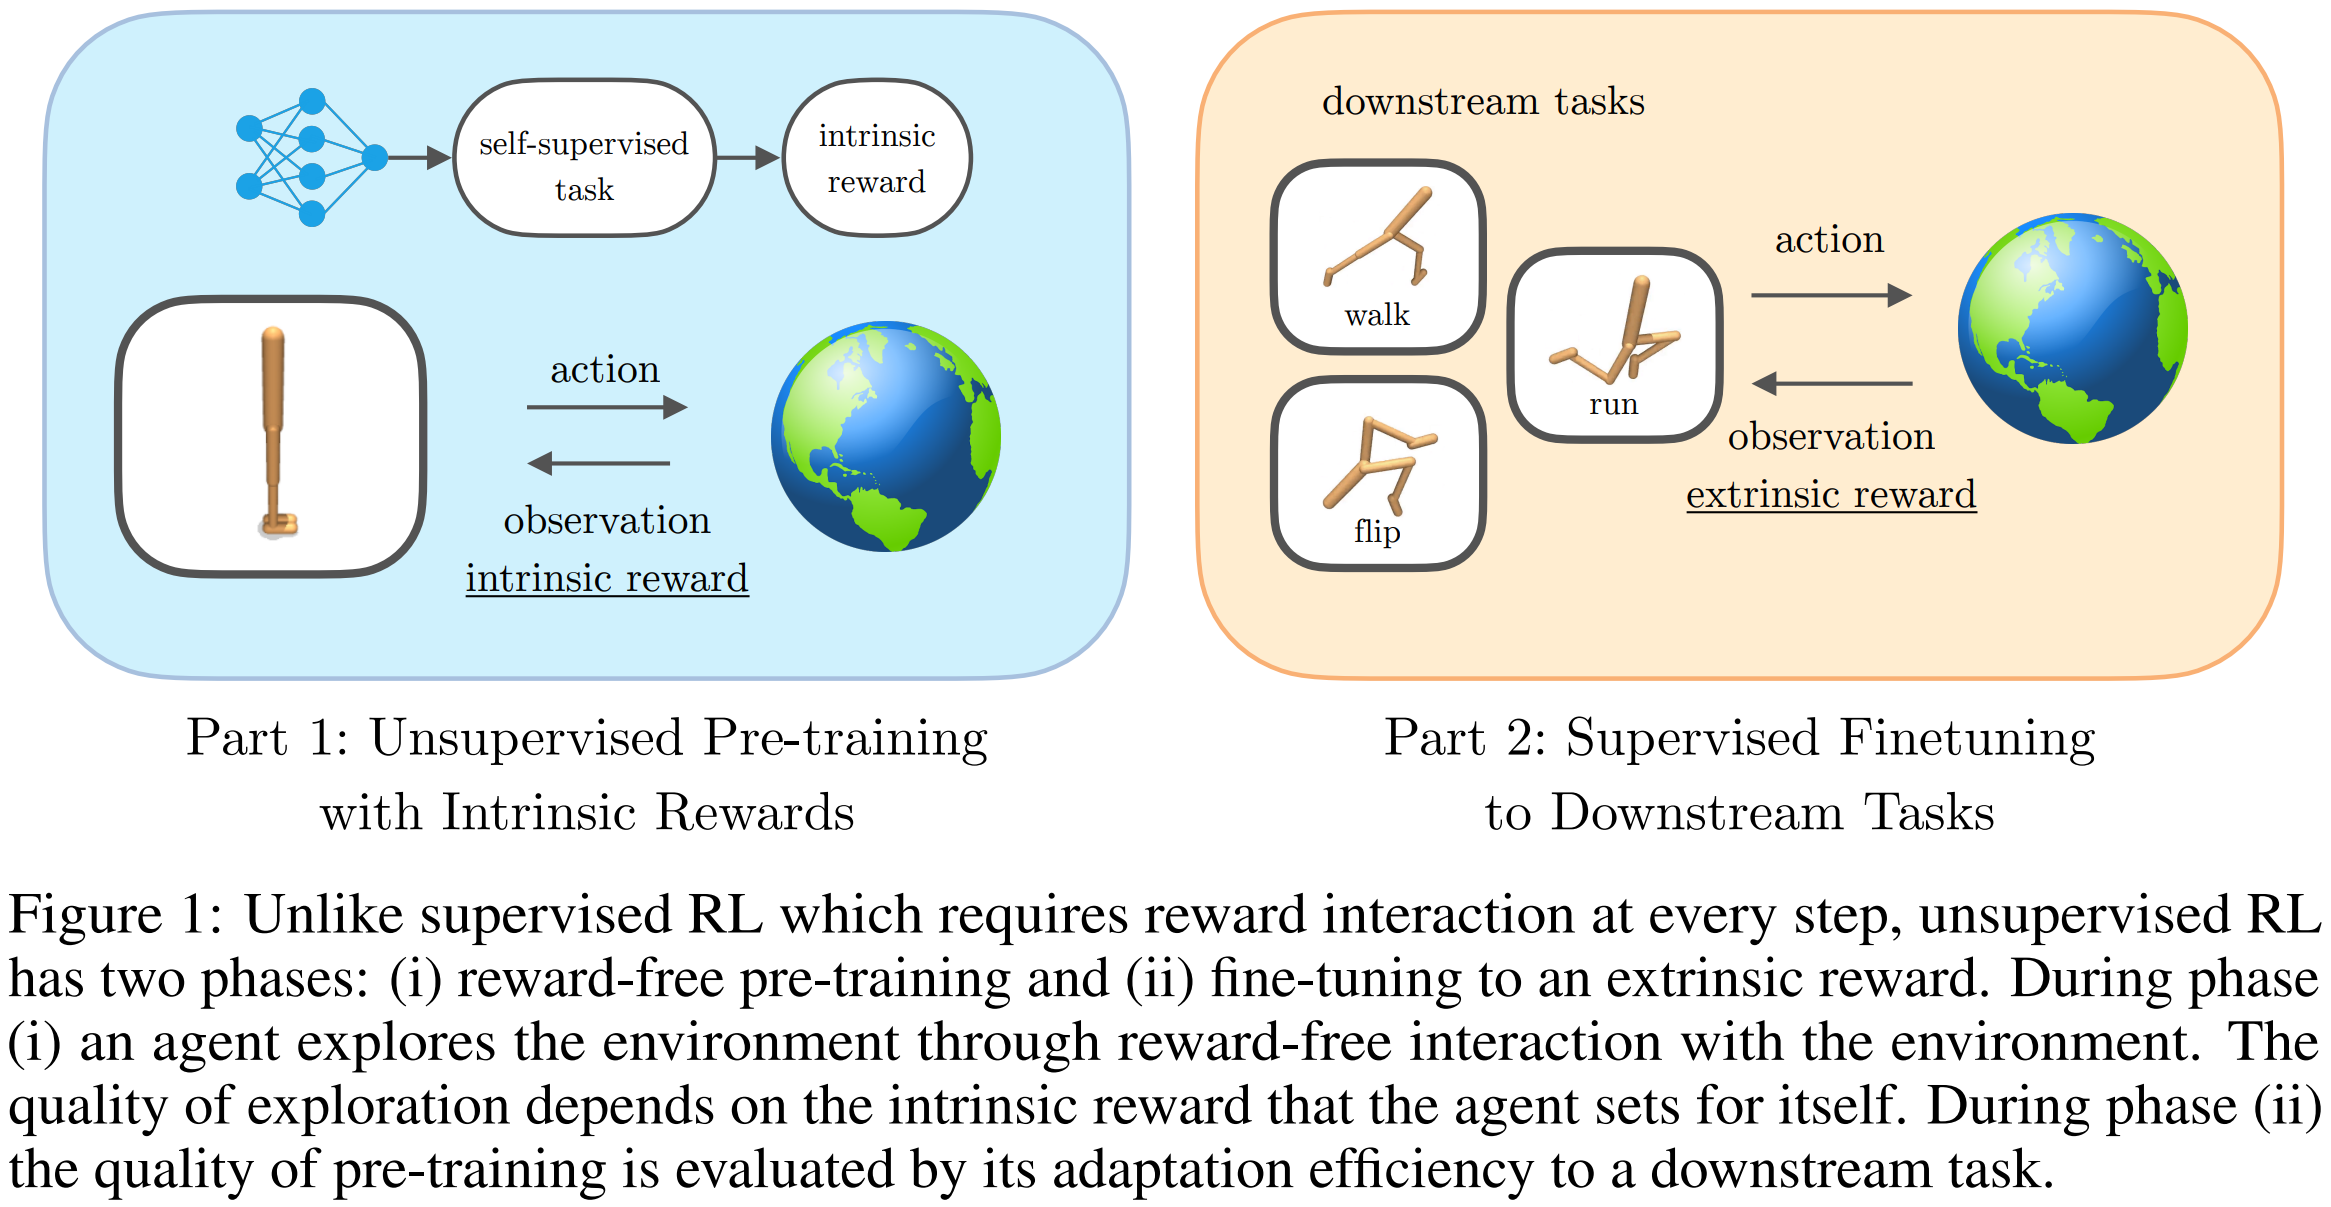 self-supervised
task
intrinsic
reward
action
observation
intrinsic reward
Part 1: Unsupervised Pre-training
with Intrinsic Rewards
downstream tasks
walk
run
flip
action
observation
extrinsic reward
Part 2: Supervised Finetuning
to Downstream Tasks
Figure 1: Unlike supervised RL which requires reward interaction at every step, unsupervised RL
has two phases: (i) reward-free pre-training and (ii) fine-tuning to an extrinsic reward. During phase
(i) an agent explores the environment through reward-free interaction with the environment. The
quality of exploration depends on the intrinsic reward that the agent sets for itself. During phase (ii)
the quality of pre-training is evaluated by its adaptation efficiency to a downstream task.